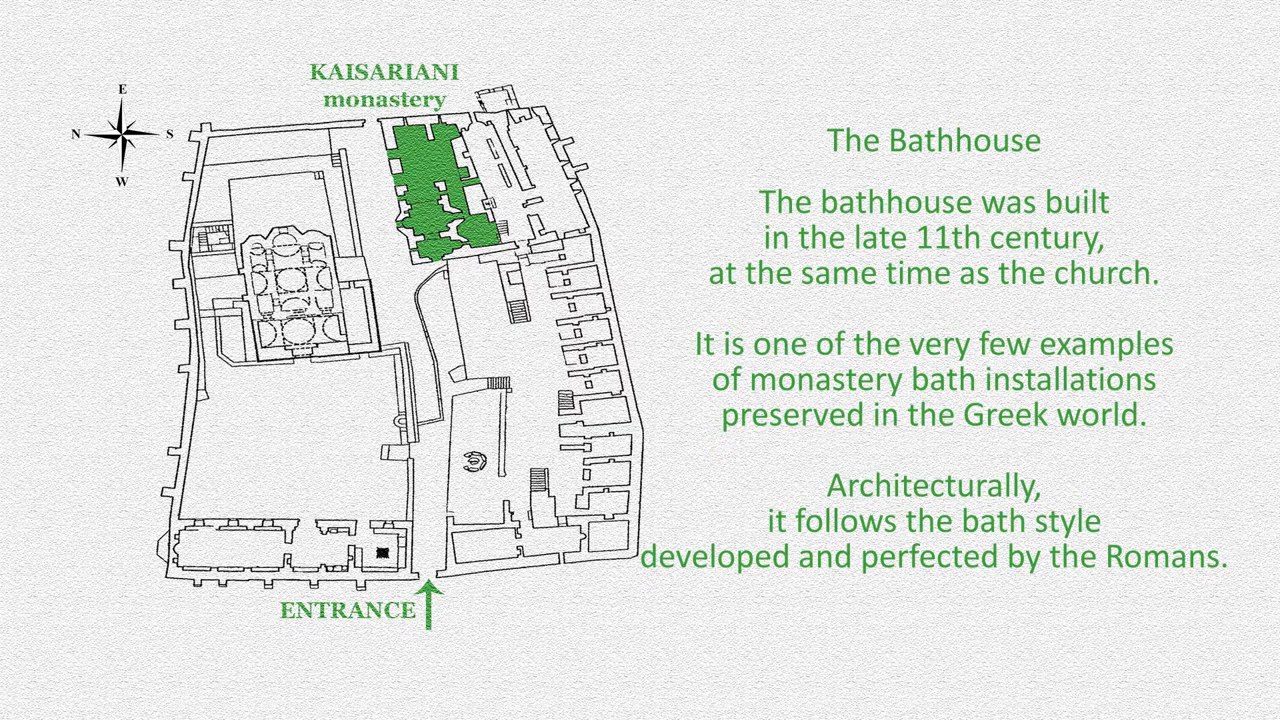 KAISARIANI
monastery
E
N
S
W
ENTRANCE
The Bathhouse
The bathhouse was built
in the late 11th century,
at the same time as the church.
It is one of the very few examples
of monastery bath installations
preserved in the Greek world.
Architecturally,
it follows the bath style
developed and perfected by the Romans.